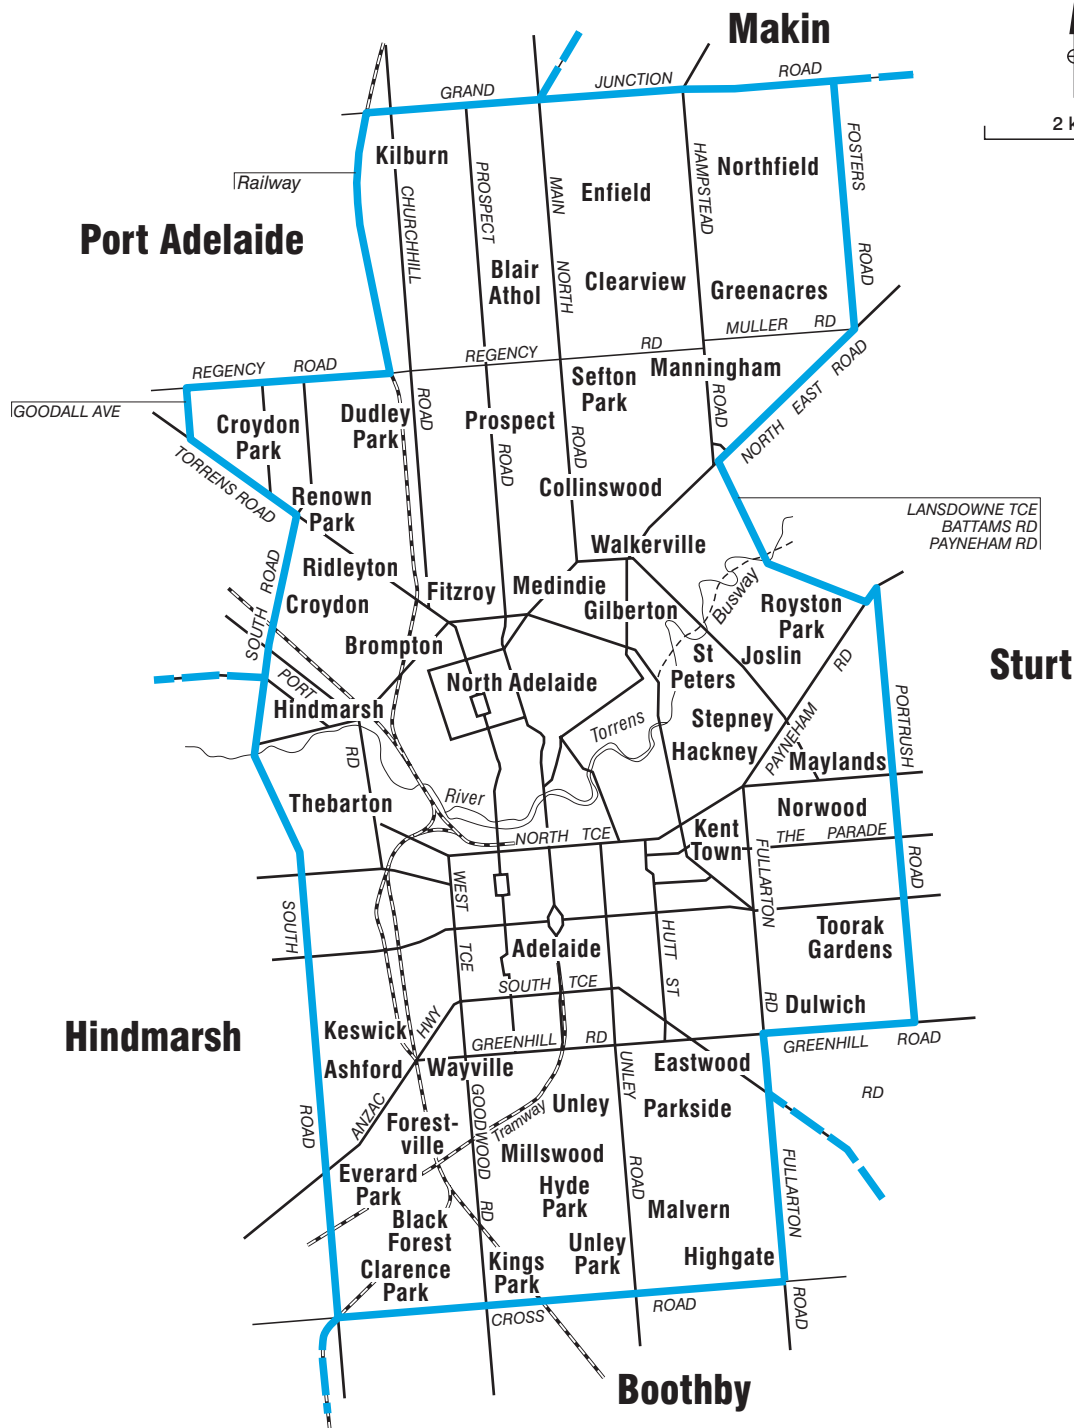 Makin
GRAND
JUNCTION
ROAD
2 k
Kilburn
Railway
Port Adelaide
CHURCHHILL
ROAD
PROSPECT
ROAD
MAIN
NORTH
ROAD
Enfield
HAMPSTEAD
ROAD
Northfield
FOSTERS
ROAD
Blair
Athol
Clearview
Greenacres
MULLER RD
REGENCY ROAD
REGENCY
RD
Manningham
NORTH EAST ROAD
GOODALL AVE
Croydon
Park
Dudley
Park
Prospect
Sefton
Park
TORRENS ROAD
Collinswood
Renown
Park
LANSDOWNE TCE
BATTAMS RD
PAYNEHAM RD
SOUTH ROAD
Ridleyton
Walkerville
Croydon
Fitzroy
Medindie
Gilberton
Busway
Royston
Park
Brompton
St
Peters
Joslin
Sturt
PORT
RD
Hindmarsh
North Adelaide
Torrens
River
Stepney
Hackney
PAYNEHAM
RD
PORTRUSH
ROAD
Maylands
Thebarton
Norwood
NORTH TCE
Kent
Town
THE PARADE
FULLARTON
RD
WEST
TCE
SOUTH
ROAD
HUTT
ST
Adelaide
Toorak
Gardens
SOUTH TCE
Dulwich
Hindmarsh
Keswick
ANZAC
HWY
GREENHILL
RD
GREENHILL
ROAD
Ashford
Wayville
Eastwood
RD
GOODWOOD
RD
Tramway
Unley
UNLEY
ROAD
Parkside
Forest-
ville
Millswood
FULLARTON
ROAD
Everard
Park
Hyde
Park
Malvern
Black
Forest
Unley
Park
Highgate
Clarence
Park
Kings
Park
CROSS
ROAD
Boothby